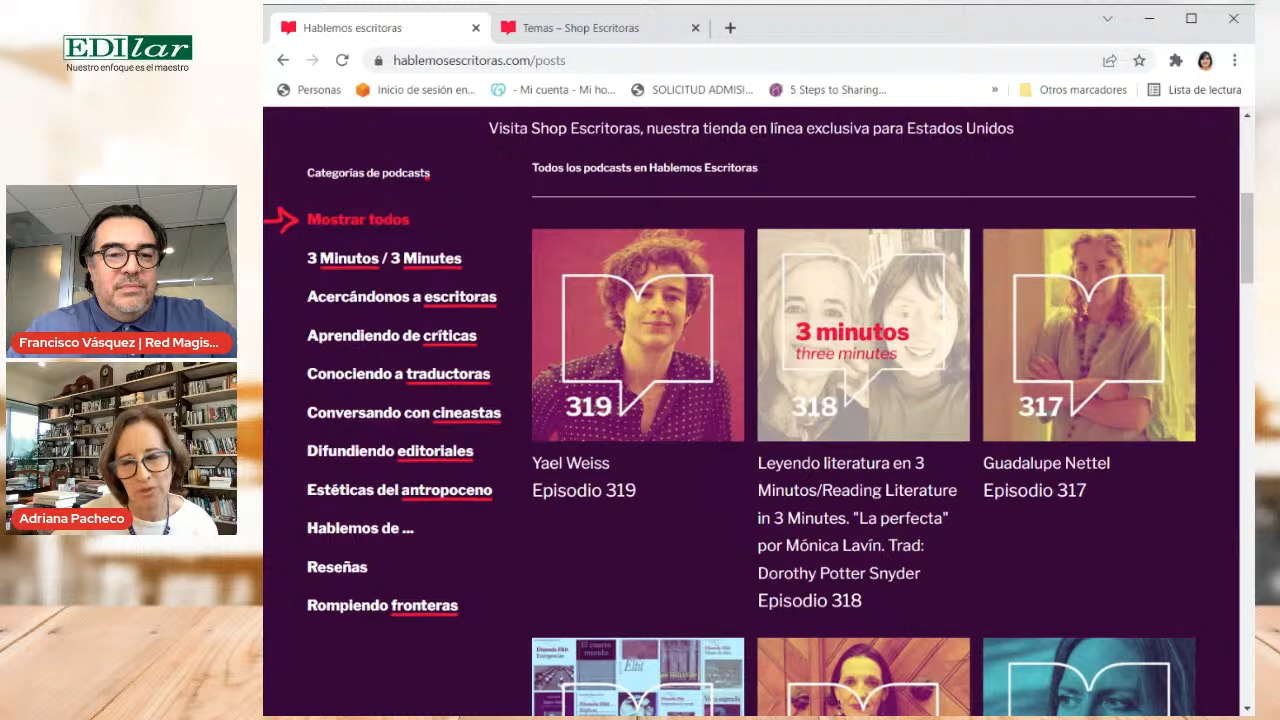 EDIlar
Nuestro enfoque es el maestro
Francisco Vásquez | Red Magis...
Adriana Pacheco
Hablemos escritoras
Temas – Shop Escritoras
hablemosescritoras.com/posts
Personas
Inicio de sesión en...
- Mi cuenta - Mi ho...
SOLICITUD ADMISI...
5 Steps to Sharing...
»
Otros marcadores
Lista de lectura
Visita Shop Escritoras, nuestra tienda en línea exclusiva para Estados Unidos
Categorías de podcasts
Mostrar todos
3 Minutos / 3 Minutes
Acercándonos a escritoras
Aprendiendo de críticas
Conociendo a traductoras
Conversando con cineastas
Difundiendo editoriales
Estéticas del antropoceno
Hablemos de ...
Reseñas
Rompiendo fronteras
Todos los podcasts en Hablemos Escritoras
319
Yael Weiss
Episodio 319
3 minutos
three minutes
318
Leyendo literatura en 3
Minutos/Reading Literature
in 3 Minutes. "La perfecta"
por Mónica Lavín. Trad:
Dorothy Potter Snyder
Episodio 318
317
Guadalupe Nettel
Episodio 317
El cuarto
mundo
Eltit